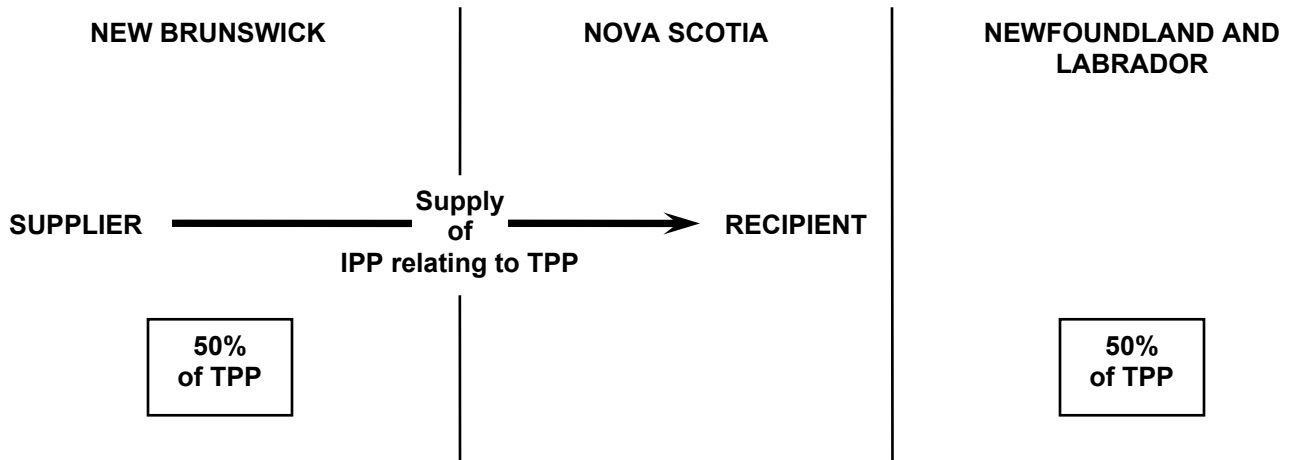 NEW BRUNSWICK
NOVA SCOTIA
NEWFOUNDLAND AND
LABRADOR
SUPPLIER
Supply
of
IPP relating to TPP
RECIPIENT
50%
of TPP
50%
of TPP